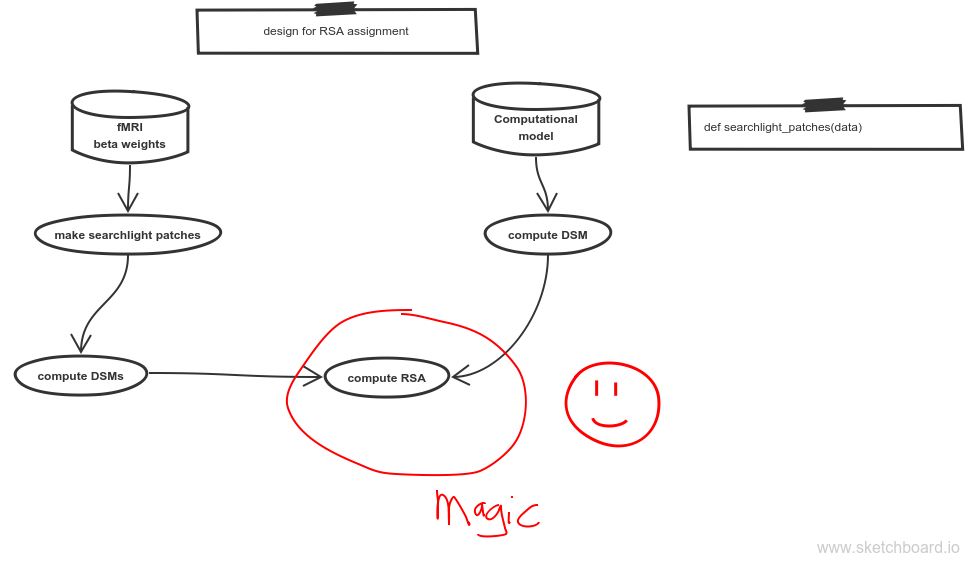 design for RSA assignment
fMRI
beta weights
Computational
model
def searchlight_patches(data)
make searchlight patches
compute DSM
compute DSMs
compute RSA
Magic
www.sketchboard.io